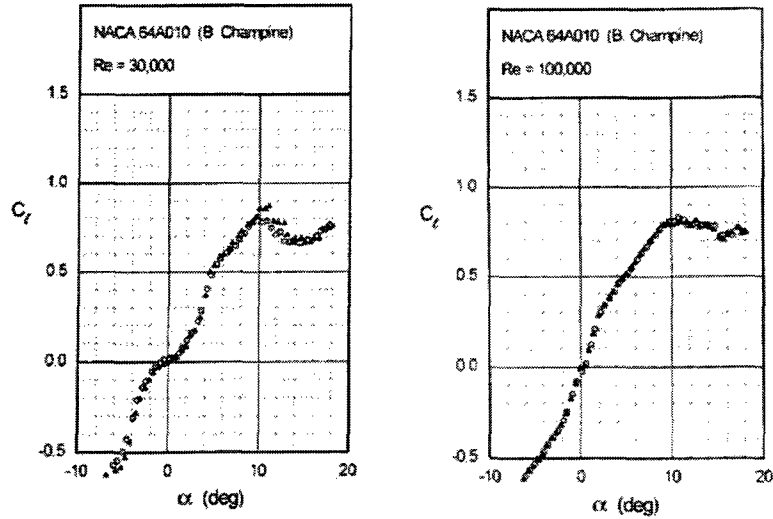 NACA 64A010 (B. Champine)
Re = 30,000
1.5
1.0
Cℓ
0.5
0.0
-0.5
-10 0 10 20
α (deg)
NACA 64A010 (B. Champine)
Re = 100,000
1.5
1.0
Cℓ
0.5
0.0
-0.5
-10 0 10 20
α (deg)